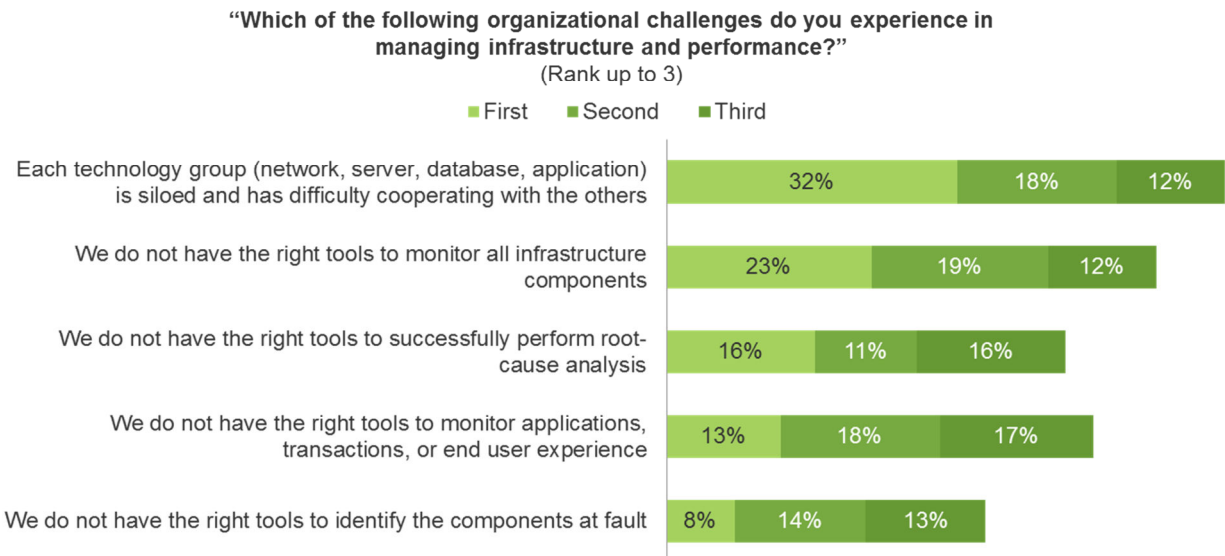 “Which of the following organizational challenges do you experience in
managing infrastructure and performance?”
(Rank up to 3)
First Second Third
Each technology group (network, server, database, application)
is siloed and has difficulty cooperating with the others
32% 18% 12%
We do not have the right tools to monitor all infrastructure
components
23% 19% 12%
We do not have the right tools to successfully perform root-
cause analysis
16% 11% 16%
We do not have the right tools to monitor applications,
transactions, or end user experience
13% 18% 17%
We do not have the right tools to identify the components at fault
8% 14% 13%